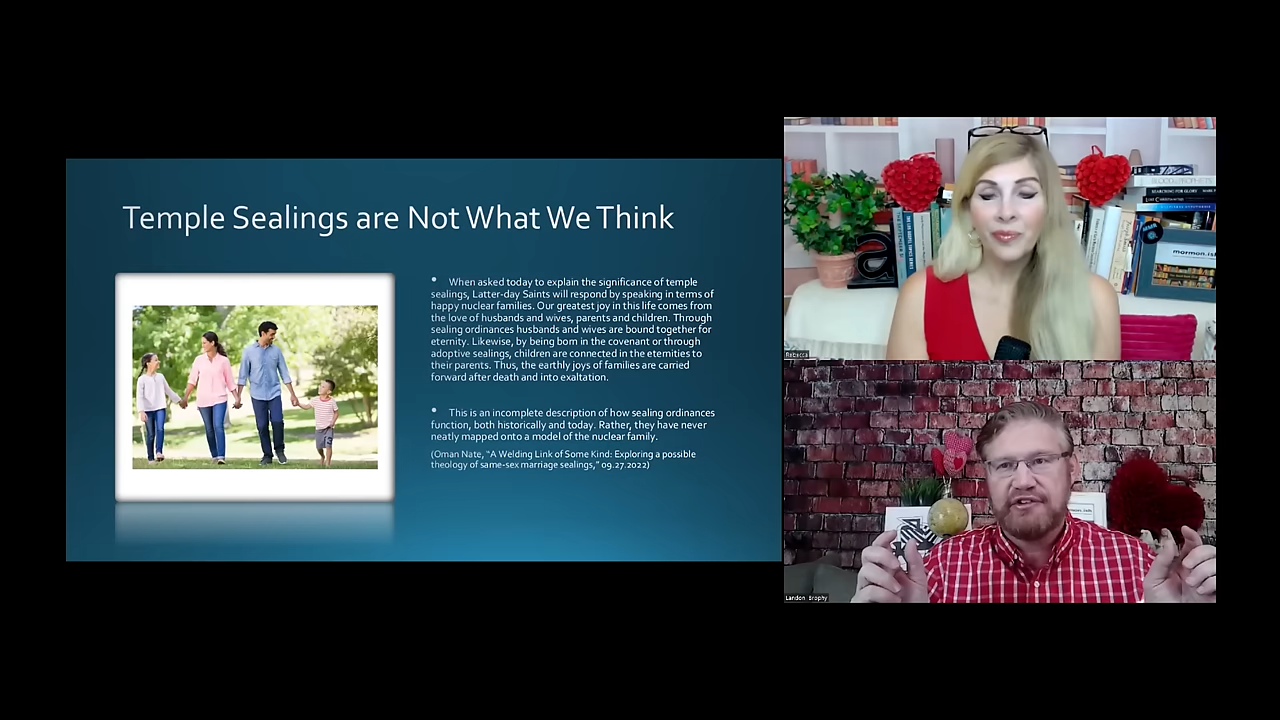 Temple Sealings are Not What We Think
• When asked today to explain the significance of temple
sealings, Latter-day Saints will respond by speaking in terms of
happy nuclear families. Our greatest joy in this life comes from
the love of husbands and wives, parents and children. Through
sealing ordinances husbands and wives are bound together for
eternity. Likewise, by being born in the covenant or through
adoptive sealings, children are connected in the eternities to
their parents. Thus, the earthly joys of families are carried
forward after death and into exaltation.
• This is an incomplete description of how sealing ordinances
function, both historically and today. Rather, they have never
neatly mapped onto a model of the nuclear family.
(Oman Nate, "A Welding Link of Some Kind: Exploring a possible
theology of same-sex marriage sealings," 09.27.2022)
SEARCHING FOR GLORY
a
mormon.ish
Rebecca
Landon Brophy